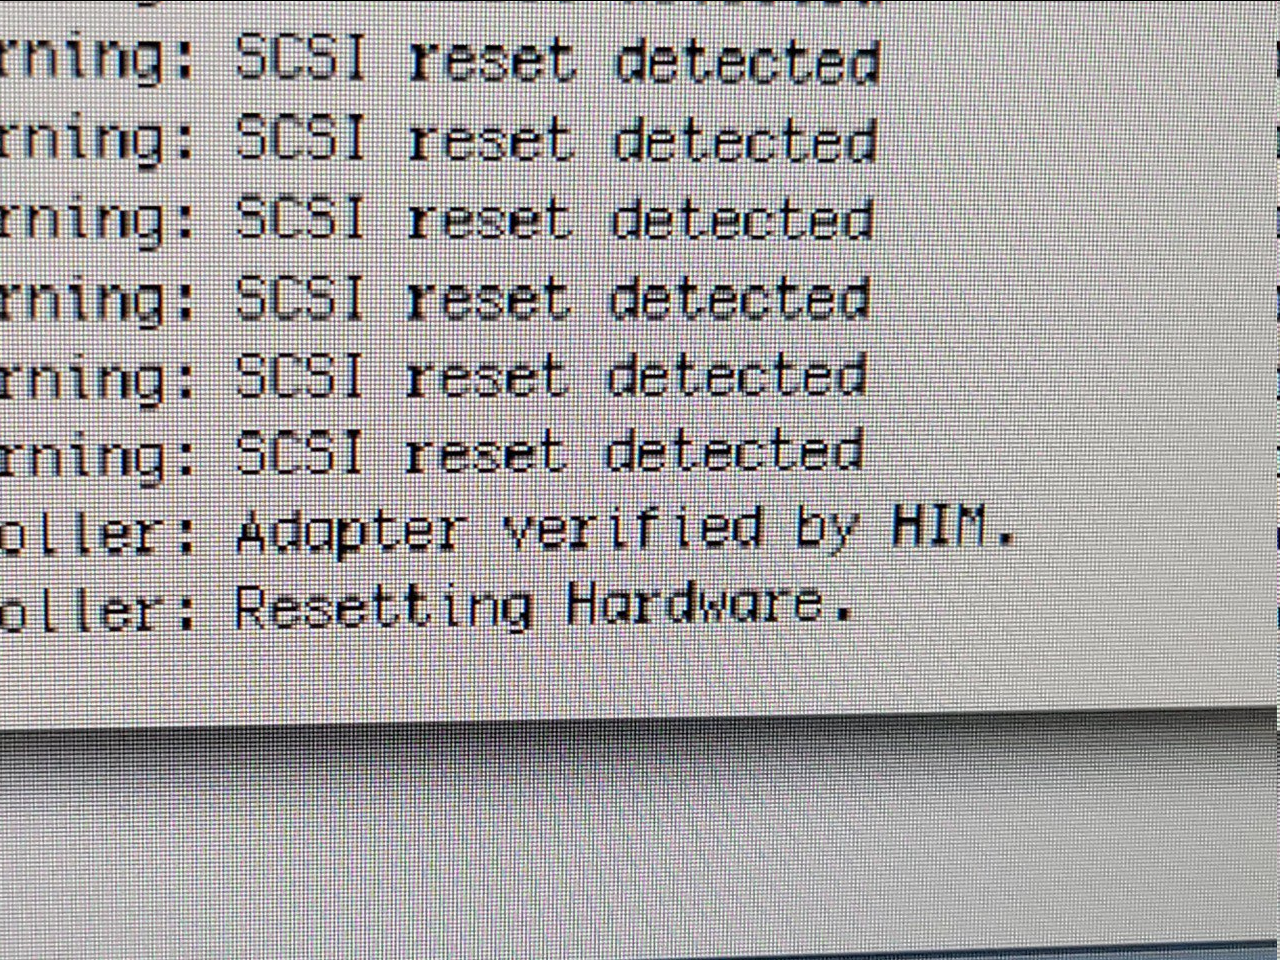 rning: SCSI reset detected
rning: SCSI reset detected
rning: SCSI reset detected
rning: SCSI reset detected
rning: SCSI reset detected
rning: SCSI reset detected
oller: Adapter verified by HIM.
oller: Resetting Hardware.